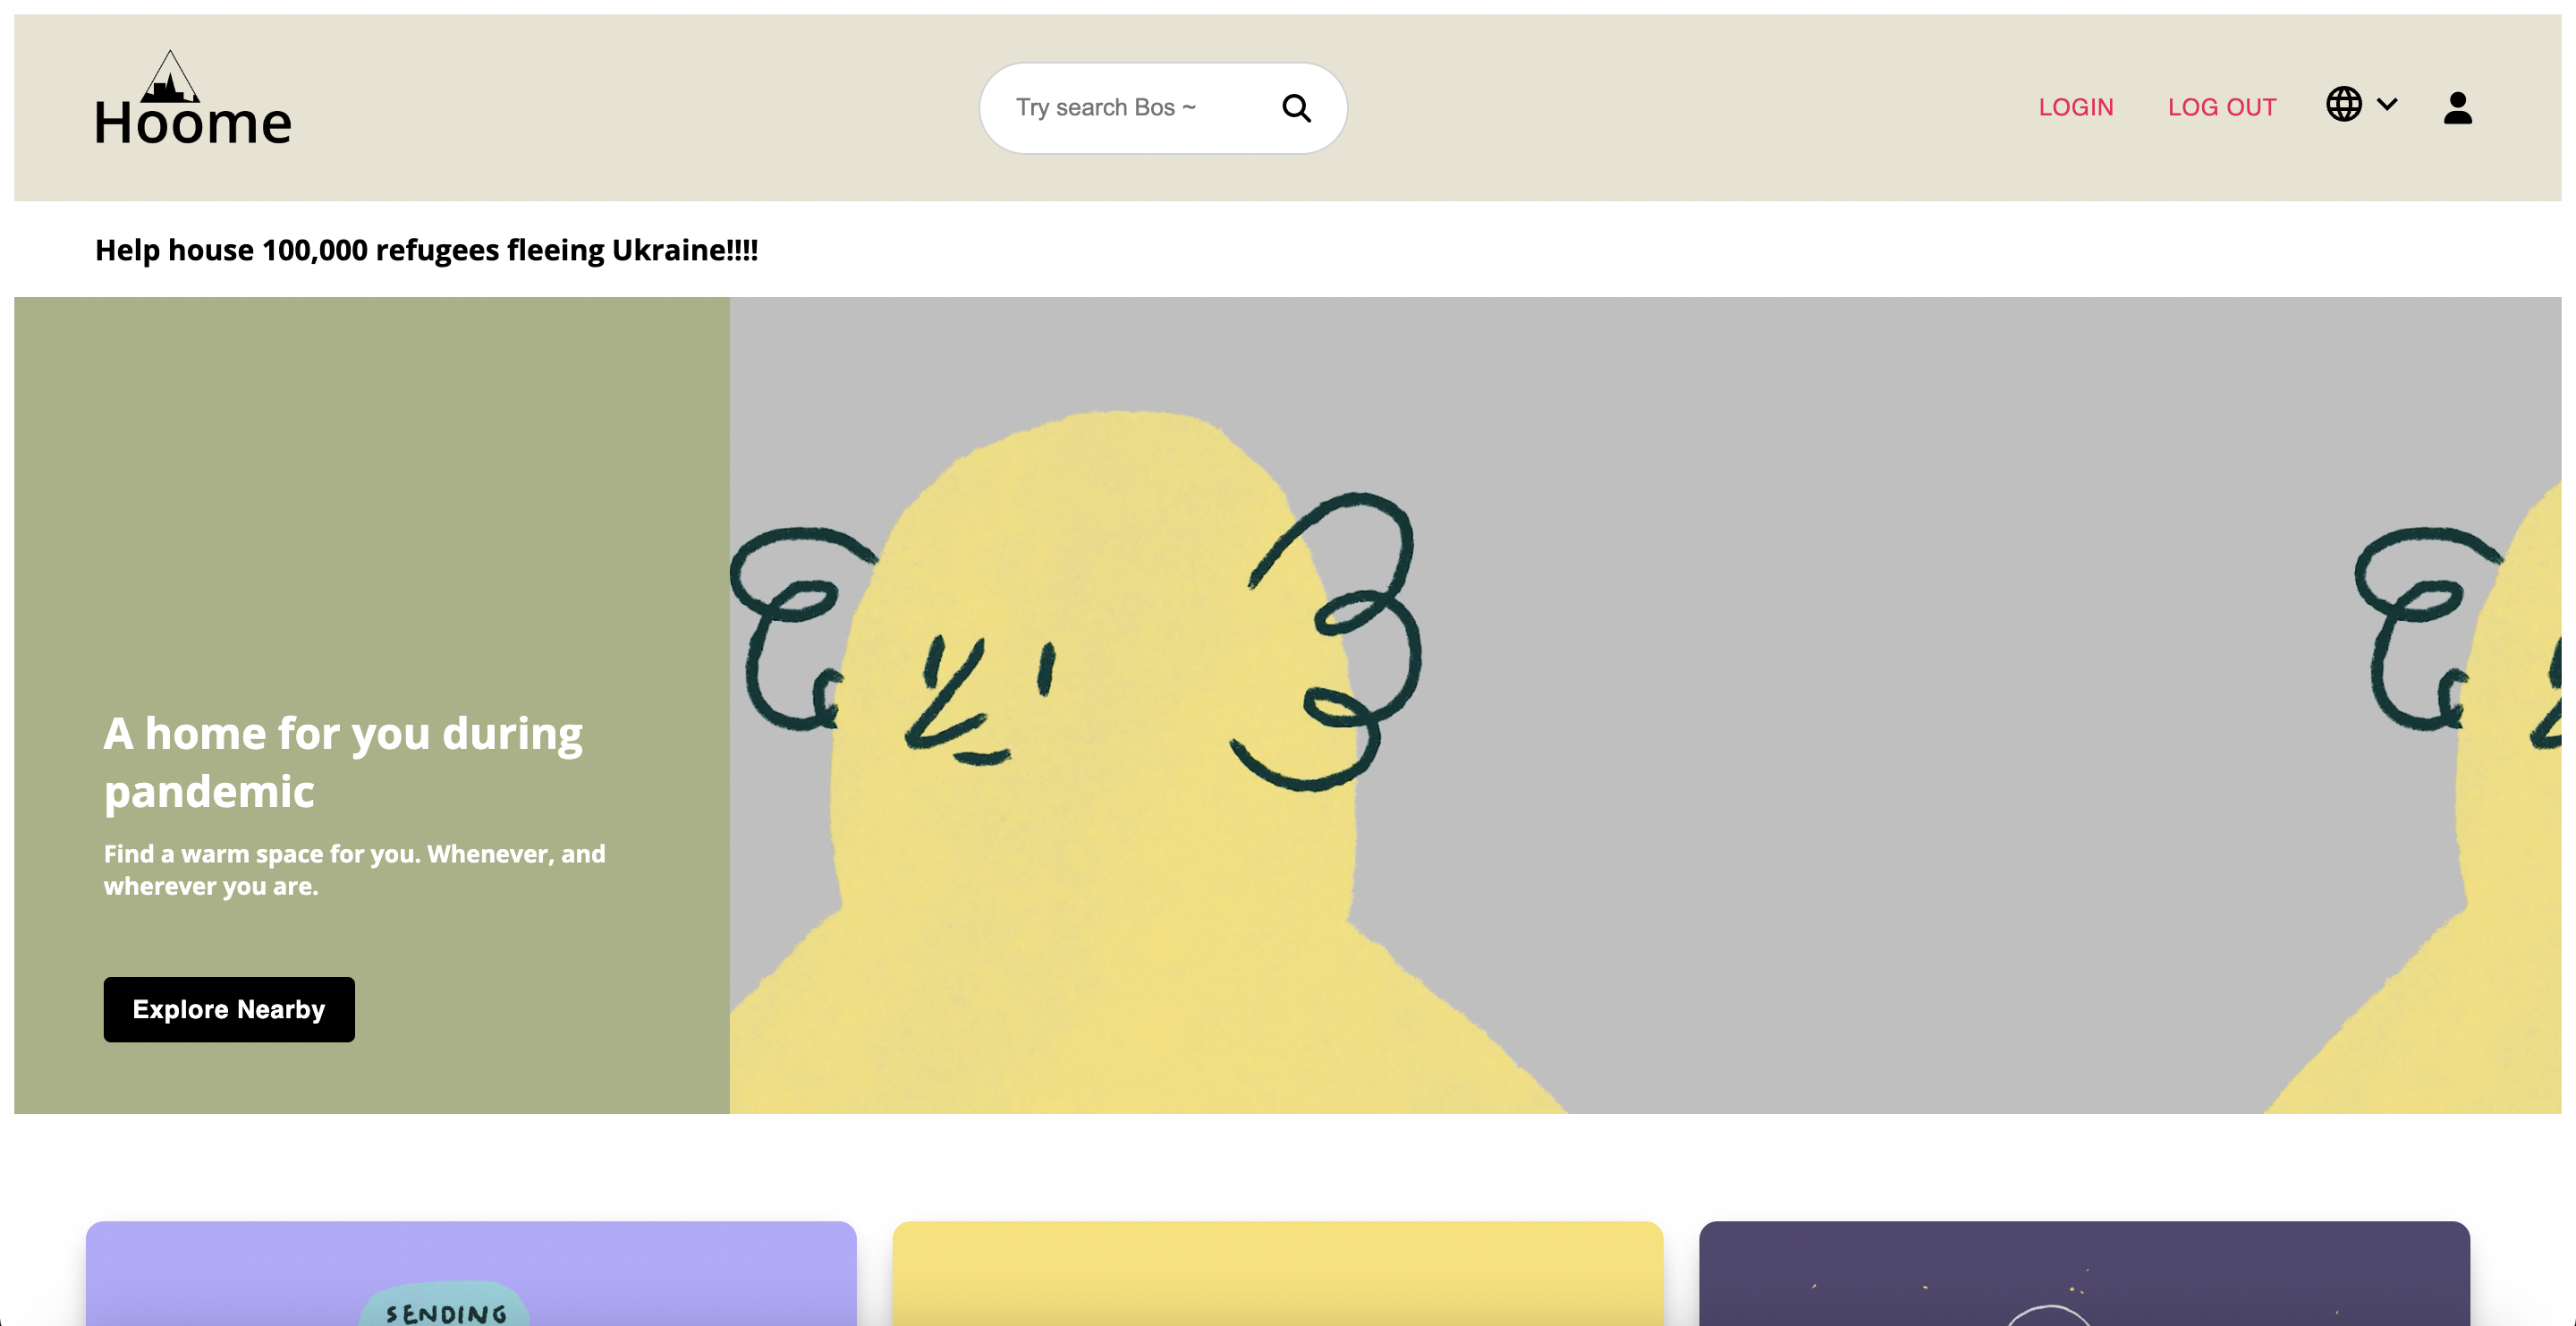 Hoome
Try search Bos ~
LOGIN
LOG OUT
Help house 100,000 refugees fleeing Ukraine!!!!
A home for you during
pandemic
Find a warm space for you. Whenever, and
wherever you are.
Explore Nearby
SENDING